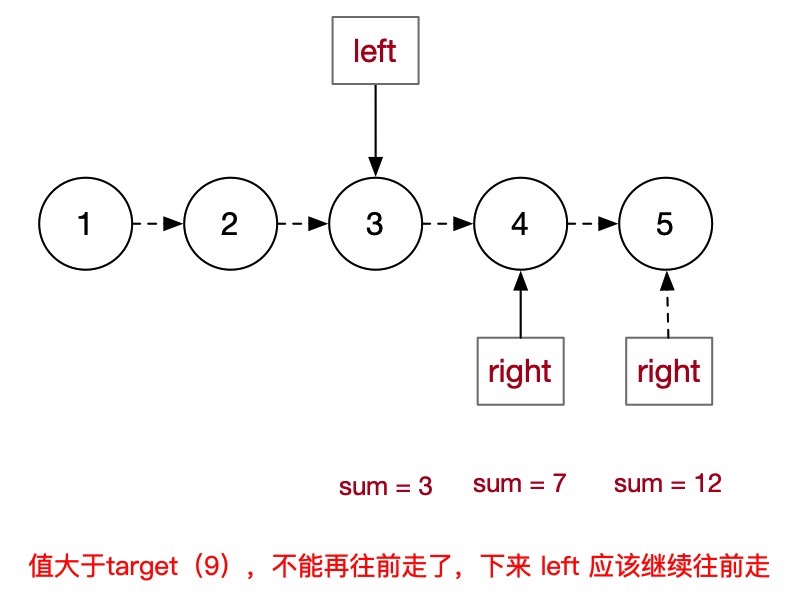 left
1 2 3 4 5
right right
sum = 3 sum = 7 sum = 12
值大于target（9），不能再往前走了，下来 left 应该继续往前走